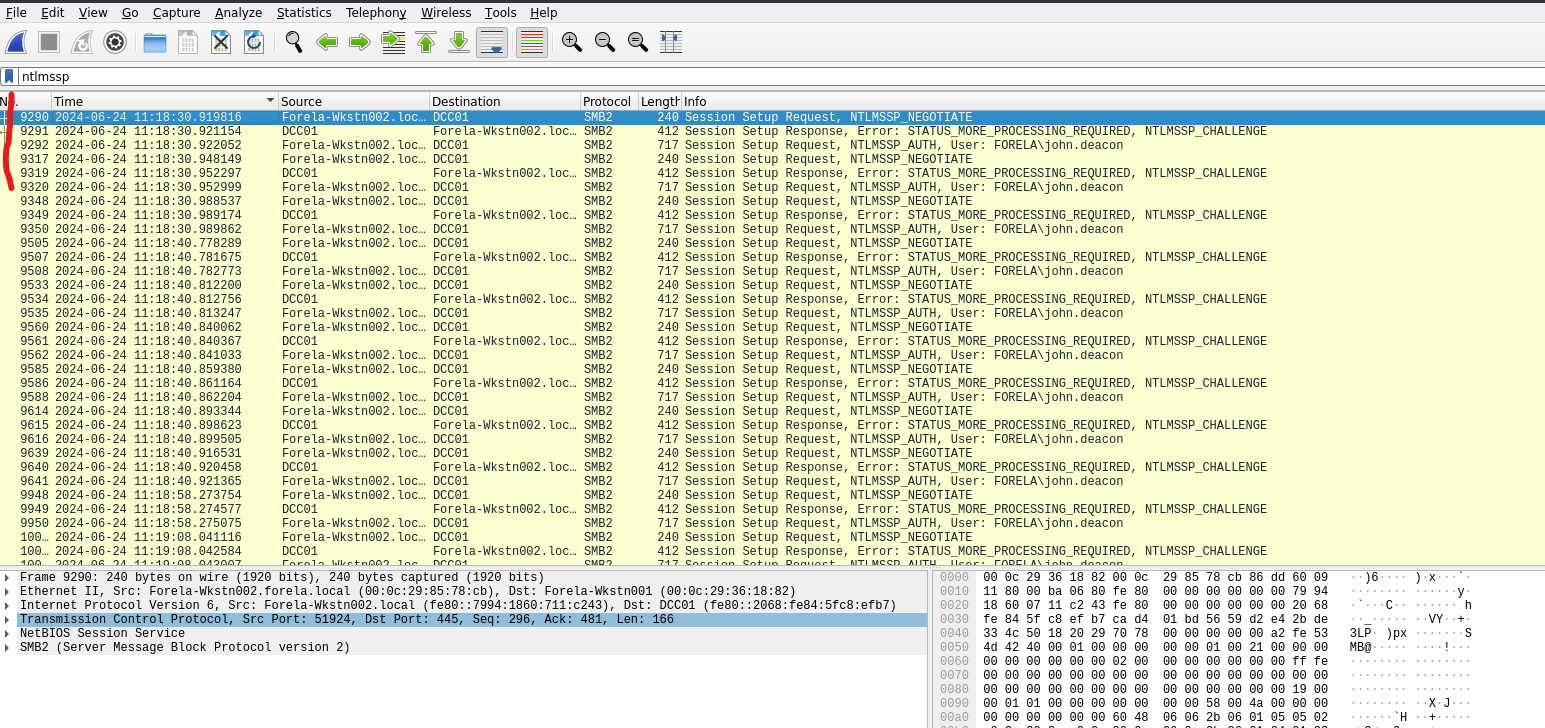 File Edit View Go Capture Analyze Statistics Telephony Wireless Tools Help
ntlmssp
Time Source Destination Protocol Length Info
9290 2024-06-24 11:18:30.919816 Forela-Wkstn002.loc… DCC01 SMB2 240 Session Setup Request, NTLMSSP_NEGOTIATE
9291 2024-06-24 11:18:30.921154 DCC01 Forela-Wkstn002.loc… SMB2 412 Session Setup Response, Error: STATUS_MORE_PROCESSING_REQUIRED, NTLMSSP_CHALLENGE
9292 2024-06-24 11:18:30.922052 Forela-Wkstn002.loc… DCC01 SMB2 717 Session Setup Request, NTLMSSP_AUTH, User: FORELA\john.deacon
9317 2024-06-24 11:18:30.948149 Forela-Wkstn002.loc… DCC01 SMB2 240 Session Setup Request, NTLMSSP_NEGOTIATE
9319 2024-06-24 11:18:30.952297 DCC01 Forela-Wkstn002.loc… SMB2 412 Session Setup Response, Error: STATUS_MORE_PROCESSING_REQUIRED, NTLMSSP_CHALLENGE
9320 2024-06-24 11:18:30.952999 Forela-Wkstn002.loc… DCC01 SMB2 717 Session Setup Request, NTLMSSP_AUTH, User: FORELA\john.deacon
9348 2024-06-24 11:18:30.988537 Forela-Wkstn002.loc… DCC01 SMB2 240 Session Setup Request, NTLMSSP_NEGOTIATE
9349 2024-06-24 11:18:30.989174 DCC01 Forela-Wkstn002.loc… SMB2 412 Session Setup Response, Error: STATUS_MORE_PROCESSING_REQUIRED, NTLMSSP_CHALLENGE
9350 2024-06-24 11:18:30.989862 Forela-Wkstn002.loc… DCC01 SMB2 717 Session Setup Request, NTLMSSP_AUTH, User: FORELA\john.deacon
9505 2024-06-24 11:18:40.778289 Forela-Wkstn002.loc… DCC01 SMB2 240 Session Setup Request, NTLMSSP_NEGOTIATE
9507 2024-06-24 11:18:40.781675 DCC01 Forela-Wkstn002.loc… SMB2 412 Session Setup Response, Error: STATUS_MORE_PROCESSING_REQUIRED, NTLMSSP_CHALLENGE
9508 2024-06-24 11:18:40.782773 Forela-Wkstn002.loc… DCC01 SMB2 717 Session Setup Request, NTLMSSP_AUTH, User: FORELA\john.deacon
9533 2024-06-24 11:18:40.812200 Forela-Wkstn002.loc… DCC01 SMB2 240 Session Setup Request, NTLMSSP_NEGOTIATE
9534 2024-06-24 11:18:40.812756 DCC01 Forela-Wkstn002.loc… SMB2 412 Session Setup Response, Error: STATUS_MORE_PROCESSING_REQUIRED, NTLMSSP_CHALLENGE
9535 2024-06-24 11:18:40.813247 Forela-Wkstn002.loc… DCC01 SMB2 717 Session Setup Request, NTLMSSP_AUTH, User: FORELA\john.deacon
9560 2024-06-24 11:18:40.840062 Forela-Wkstn002.loc… DCC01 SMB2 240 Session Setup Request, NTLMSSP_NEGOTIATE
9561 2024-06-24 11:18:40.840367 DCC01 Forela-Wkstn002.loc… SMB2 412 Session Setup Response, Error: STATUS_MORE_PROCESSING_REQUIRED, NTLMSSP_CHALLENGE
9562 2024-06-24 11:18:40.841033 Forela-Wkstn002.loc… DCC01 SMB2 717 Session Setup Request, NTLMSSP_AUTH, User: FORELA\john.deacon
9585 2024-06-24 11:18:40.859380 Forela-Wkstn002.loc… DCC01 SMB2 240 Session Setup Request, NTLMSSP_NEGOTIATE
9586 2024-06-24 11:18:40.861164 DCC01 Forela-Wkstn002.loc… SMB2 412 Session Setup Response, Error: STATUS_MORE_PROCESSING_REQUIRED, NTLMSSP_CHALLENGE
9588 2024-06-24 11:18:40.862204 Forela-Wkstn002.loc… DCC01 SMB2 717 Session Setup Request, NTLMSSP_AUTH, User: FORELA\john.deacon
9614 2024-06-24 11:18:40.893344 Forela-Wkstn002.loc… DCC01 SMB2 240 Session Setup Request, NTLMSSP_NEGOTIATE
9615 2024-06-24 11:18:40.898623 DCC01 Forela-Wkstn002.loc… SMB2 412 Session Setup Response, Error: STATUS_MORE_PROCESSING_REQUIRED, NTLMSSP_CHALLENGE
9616 2024-06-24 11:18:40.899505 Forela-Wkstn002.loc… DCC01 SMB2 717 Session Setup Request, NTLMSSP_AUTH, User: FORELA\john.deacon
9639 2024-06-24 11:18:40.916531 Forela-Wkstn002.loc… DCC01 SMB2 240 Session Setup Request, NTLMSSP_NEGOTIATE
9640 2024-06-24 11:18:40.920458 DCC01 Forela-Wkstn002.loc… SMB2 412 Session Setup Response, Error: STATUS_MORE_PROCESSING_REQUIRED, NTLMSSP_CHALLENGE
9641 2024-06-24 11:18:40.921365 Forela-Wkstn002.loc… DCC01 SMB2 717 Session Setup Request, NTLMSSP_AUTH, User: FORELA\john.deacon
9948 2024-06-24 11:18:58.273754 Forela-Wkstn002.loc… DCC01 SMB2 240 Session Setup Request, NTLMSSP_NEGOTIATE
9949 2024-06-24 11:18:58.274577 DCC01 Forela-Wkstn002.loc… SMB2 412 Session Setup Response, Error: STATUS_MORE_PROCESSING_REQUIRED, NTLMSSP_CHALLENGE
9950 2024-06-24 11:18:58.275075 Forela-Wkstn002.loc… DCC01 SMB2 717 Session Setup Request, NTLMSSP_AUTH, User: FORELA\john.deacon
100… 2024-06-24 11:19:08.041116 Forela-Wkstn002.loc… DCC01 SMB2 240 Session Setup Request, NTLMSSP_NEGOTIATE
100… 2024-06-24 11:19:08.042584 DCC01 Forela-Wkstn002.loc… SMB2 412 Session Setup Response, Error: STATUS_MORE_PROCESSING_REQUIRED, NTLMSSP_CHALLENGE
Frame 9290: 240 bytes on wire (1920 bits), 240 bytes captured (1920 bits)
Ethernet II, Src: Forela-Wkstn002.forela.local (00:0c:29:85:78:cb), Dst: Forela-Wkstn001 (00:0c:29:36:18:82)
Internet Protocol Version 6, Src: Forela-Wkstn002.local (fe80::7994:1860:711:c243), Dst: DCC01 (fe80::2068:fe84:5fc8:efb7)
Transmission Control Protocol, Src Port: 51924, Dst Port: 445, Seq: 296, Ack: 481, Len: 166
NetBIOS Session Service
SMB2 (Server Message Block Protocol version 2)
0000 00 0c 29 36 18 82 00 0c 29 85 78 cb 86 dd 60 09 ··)6···· )·x···`·
0010 11 80 00 ba 06 80 fe 80 00 00 00 00 00 00 79 94 ········ ······y·
0020 18 60 07 11 c2 43 fe 80 00 00 00 00 00 00 20 68 ·`···C·· ······ h
0030 fe 84 5f c8 ef b7 ca d4 01 bd 56 59 d2 e4 2b de ··_····· ··VY··+·
0040 33 4c 50 18 20 29 70 78 00 00 00 00 00 a2 fe 53 3LP· )px ·······S
0050 4d 42 40 00 01 00 00 00 00 00 01 00 21 00 00 00 MB@····· ····!···
0060 00 00 00 00 00 00 02 00 00 00 00 00 00 00 ff fe ········ ········
0070 00 00 00 00 00 00 00 00 00 00 00 00 00 00 00 00 ········ ········
0080 00 00 00 00 00 00 00 00 00 00 00 00 00 00 19 00 ········ ········
0090 00 01 01 00 00 00 00 00 00 00 58 00 4a 00 00 00 ········ ··X·J···
00a0 00 00 00 00 00 00 60 48 06 06 2b 06 01 05 05 02 ······`H ··+·····